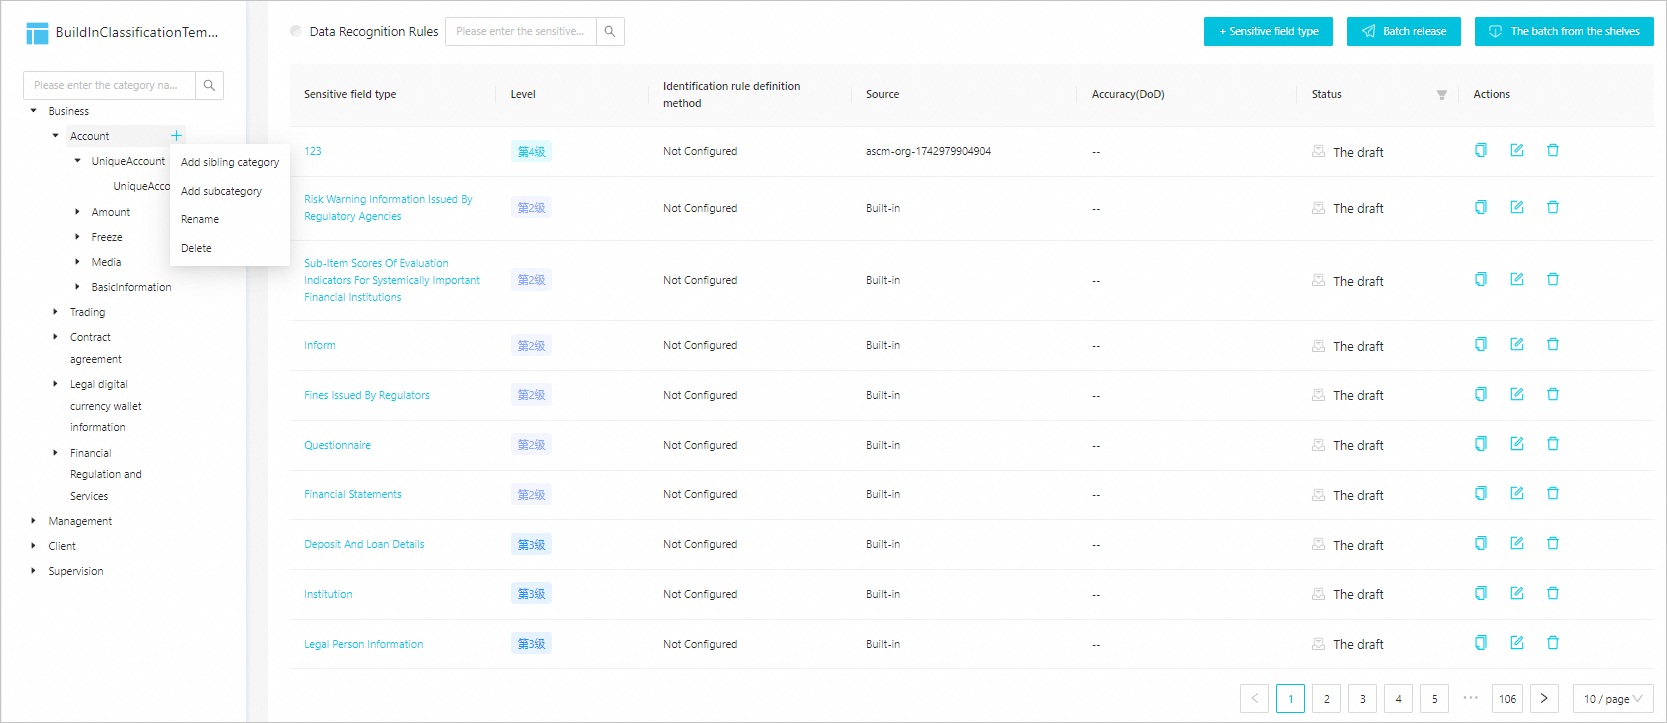 BuildInClassificationTem...
Please enter the category na...
Business
Account
UniqueAccount
UniqueAcco
Amount
Freeze
Media
BasicInformation
Trading
Contract
agreement
Legal digital
currency wallet
information
Financial
Regulation and
Services
Management
Client
Supervision
Add sibling category
Add subcategory
Rename
Delete
Data Recognition Rules
Please enter the sensitive...
+ Sensitive field type
Batch release
The batch from the shelves
Sensitive field type Level Identification rule definition method Source Accuracy(DoD) Status Actions
123 第4级 Not Configured ascm-org-1742979904904 -- The draft
Risk Warning Information Issued By
Regulatory Agencies
第2级 Not Configured Built-in -- The draft
Sub-Item Scores Of Evaluation
Indicators For Systemically Important
Financial Institutions
第2级 Not Configured Built-in -- The draft
Inform 第2级 Not Configured Built-in -- The draft
Fines Issued By Regulators 第2级 Not Configured Built-in -- The draft
Questionnaire 第2级 Not Configured Built-in -- The draft
Financial Statements 第2级 Not Configured Built-in -- The draft
Deposit And Loan Details 第3级 Not Configured Built-in -- The draft
Institution 第3级 Not Configured Built-in -- The draft
Legal Person Information 第3级 Not Configured Built-in -- The draft
< 1 2 3 4 5 ••• 106 > 10 / page